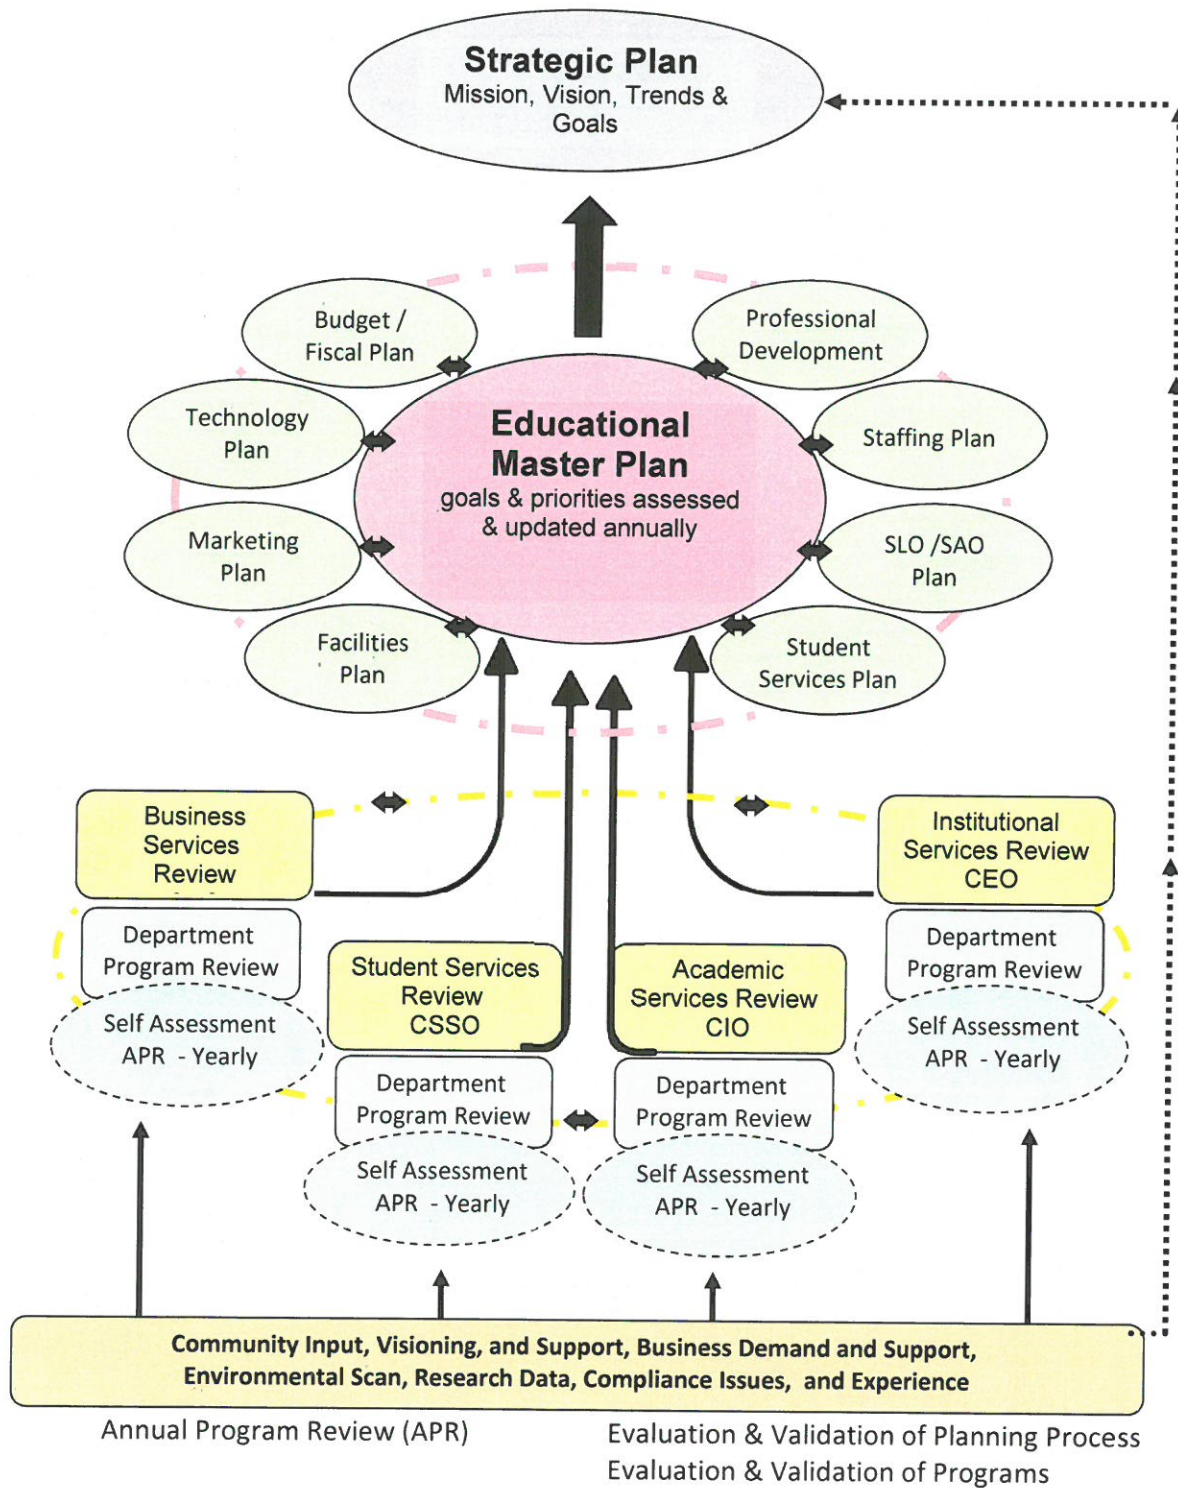 Strategic Plan
Mission, Vision, Trends &
Goals
Budget /
Fiscal Plan
Professional
Development
Technology
Plan
Educational
Master Plan
goals & priorities assessed
& updated annually
Staffing Plan
Marketing
Plan
SLO /SAO
Plan
Facilities
Plan
Student
Services Plan
Business
Services
Review
Institutional
Services Review
CEO
Department
Program Review
Self Assessment
APR - Yearly
Student Services
Review
CSSO
Department
Program Review
Self Assessment
APR - Yearly
Academic
Services Review
CIO
Department
Program Review
Self Assessment
APR - Yearly
Department
Program Review
Self Assessment
APR - Yearly
Community Input, Visioning, and Support, Business Demand and Support,
Environmental Scan, Research Data, Compliance Issues, and Experience
Annual Program Review (APR)
Evaluation & Validation of Planning Process
Evaluation & Validation of Programs